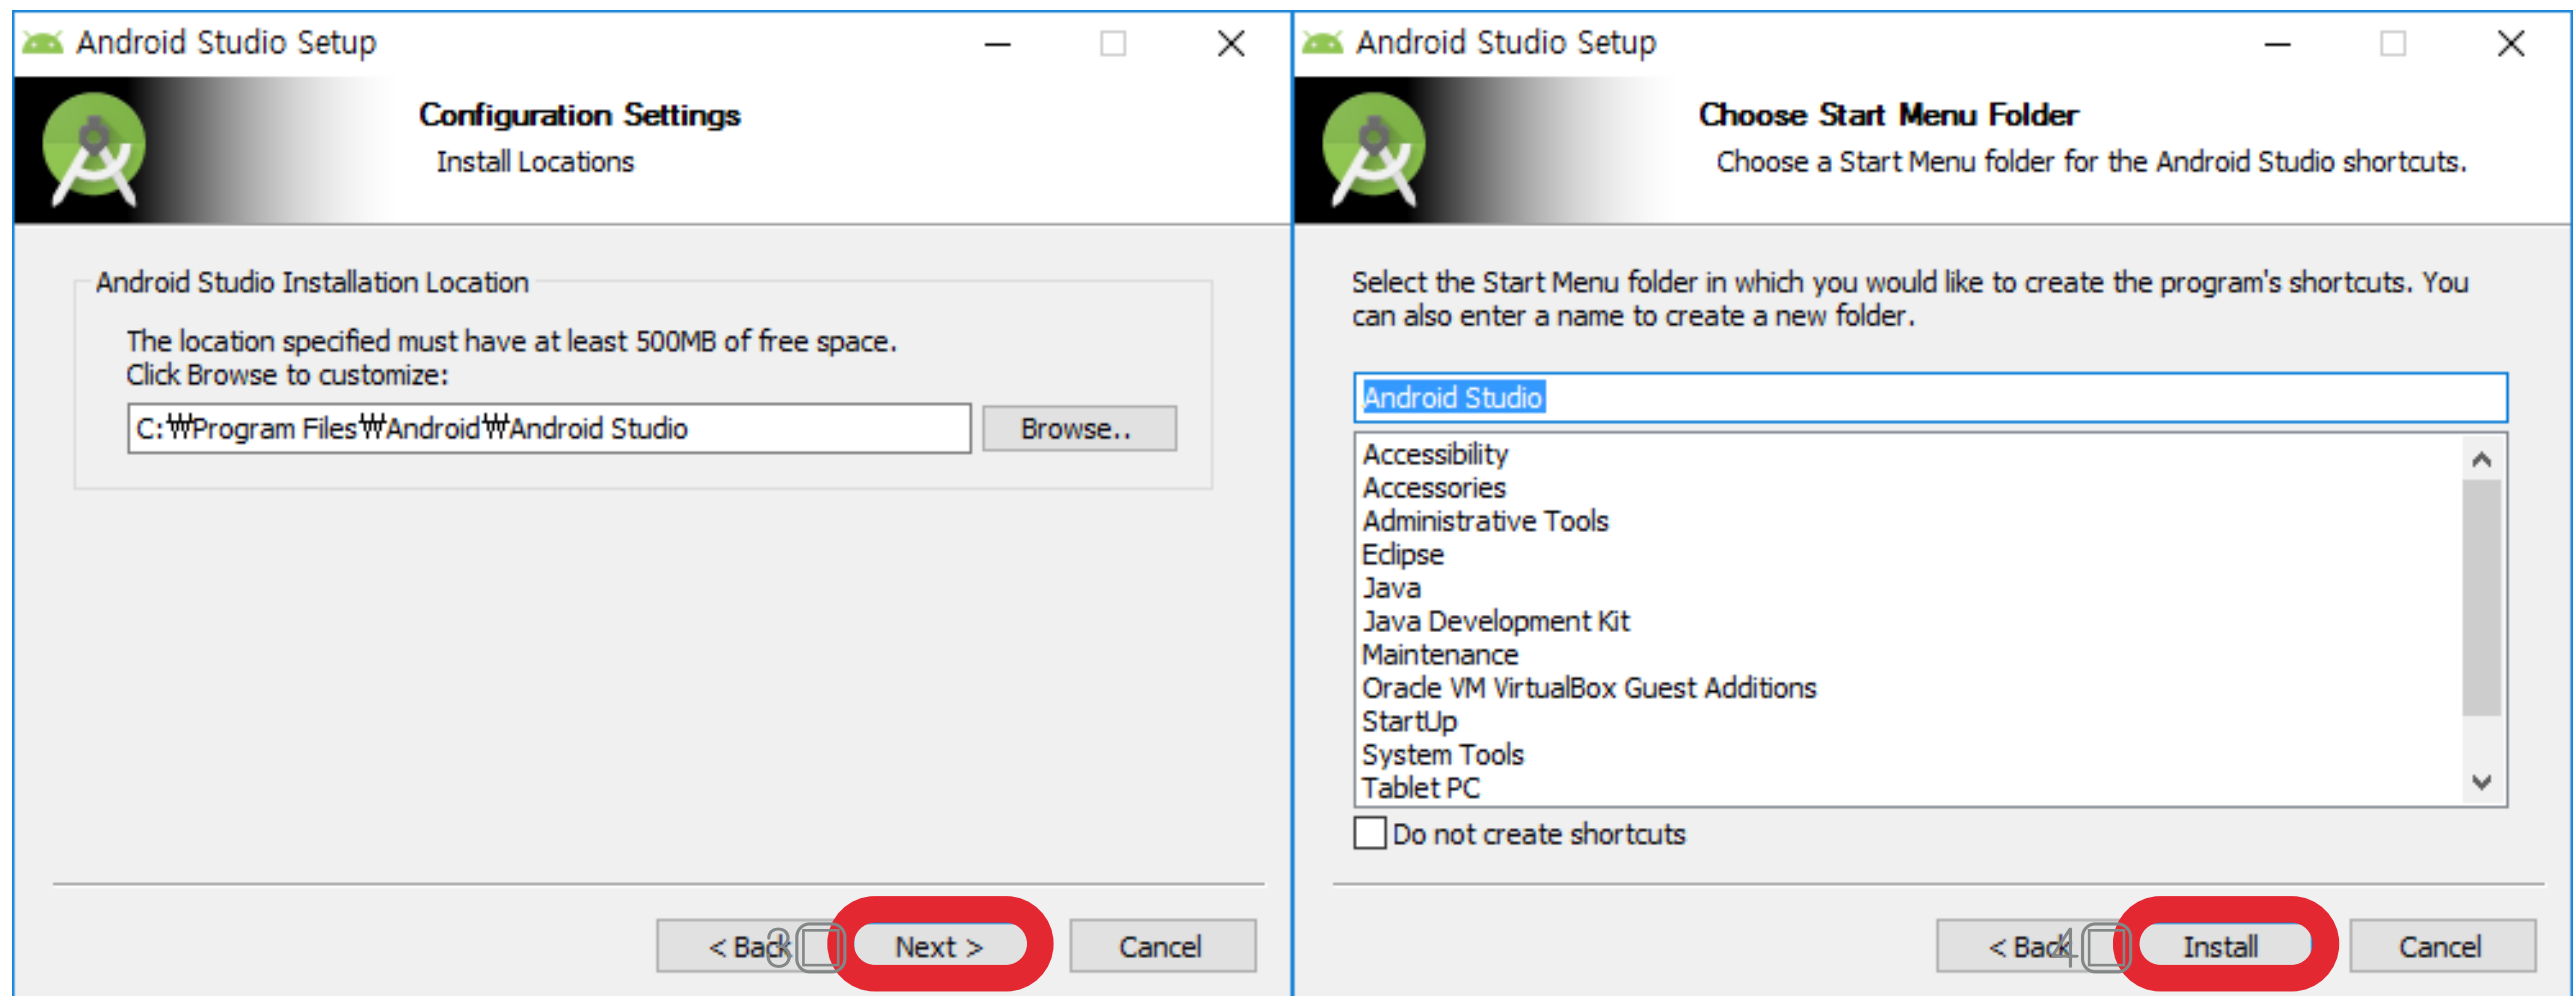 Android Studio Setup
Configuration Settings
Install Locations
Android Studio Installation Location
The location specified must have at least 500MB of free space.
Click Browse to customize:
C:₩Program Files₩Android₩Android Studio
Browse..
< Back
3
Next >
Cancel
Android Studio Setup
Choose Start Menu Folder
Choose a Start Menu folder for the Android Studio shortcuts.
Select the Start Menu folder in which you would like to create the program's shortcuts. You
can also enter a name to create a new folder.
Android Studio
Accessibility
Accessories
Administrative Tools
Eclipse
Java
Java Development Kit
Maintenance
Oracle VM VirtualBox Guest Additions
StartUp
System Tools
Tablet PC
Do not create shortcuts
< Back
4
Install
Cancel